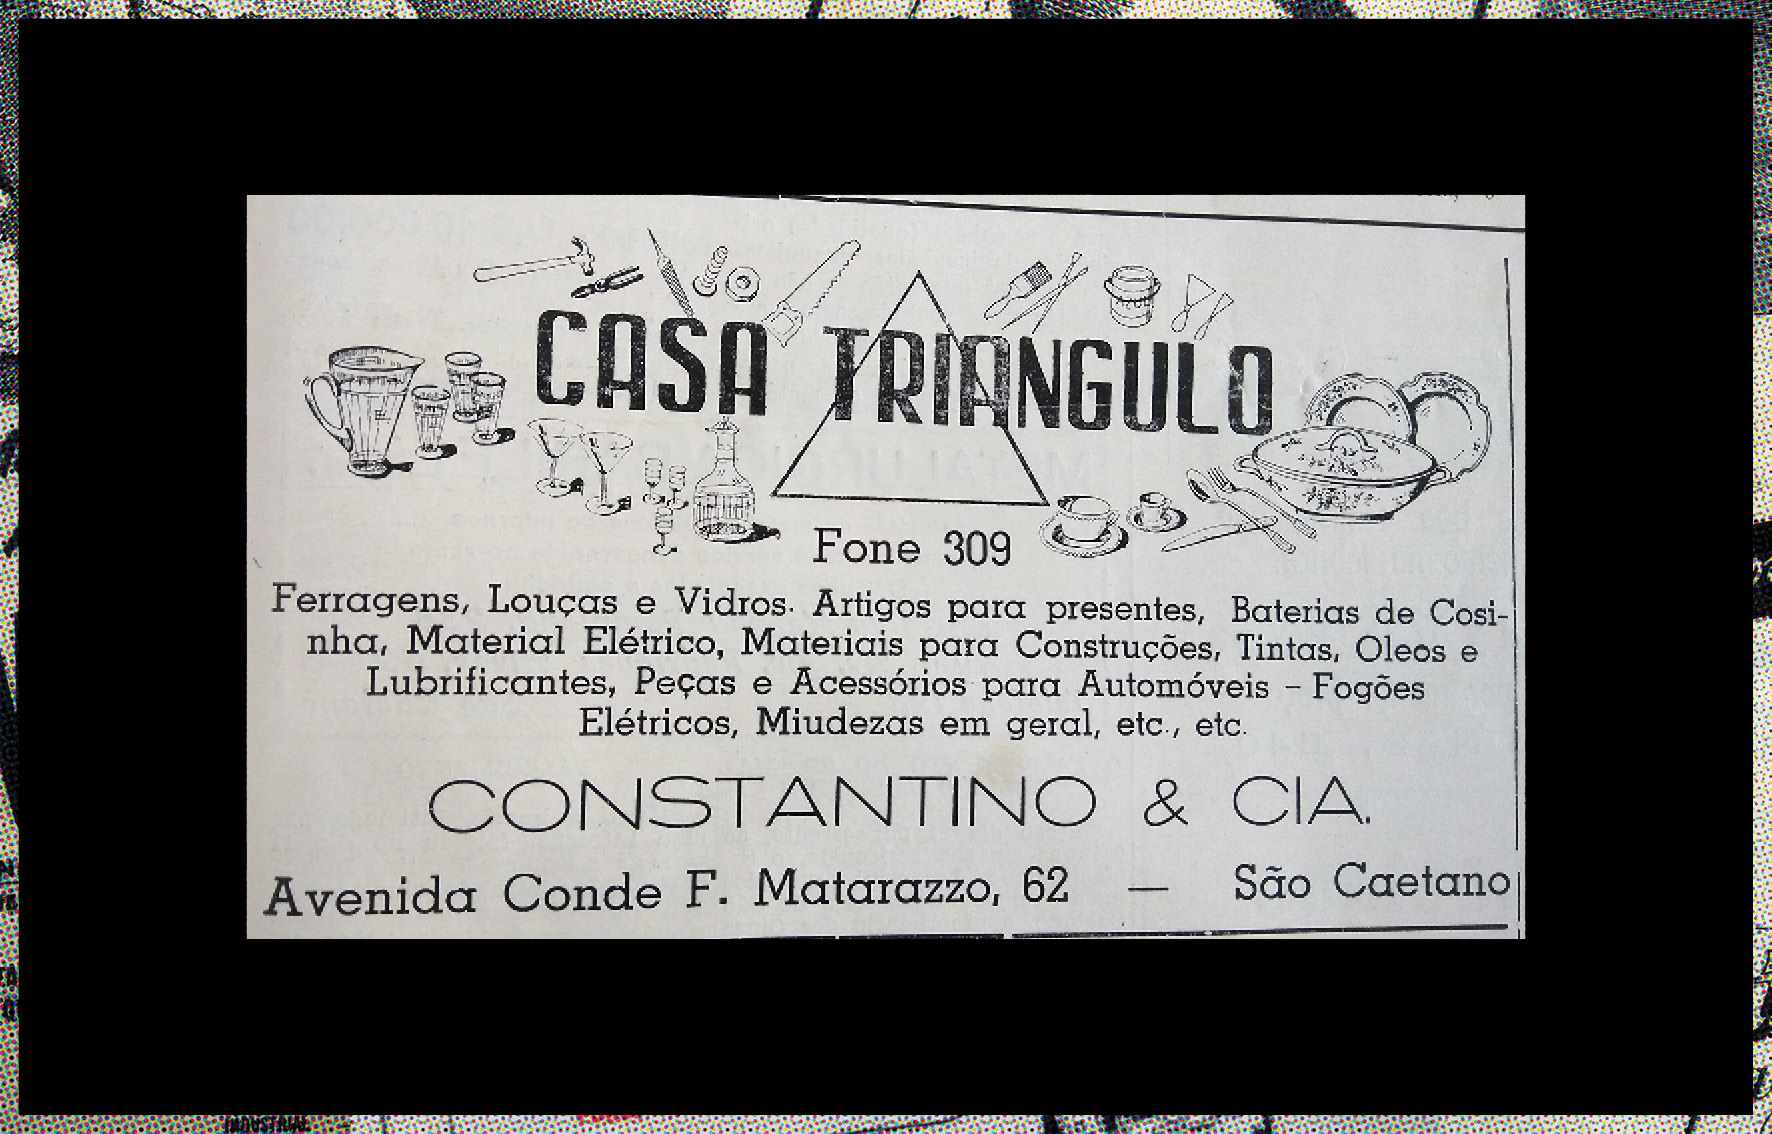 CASA TRIANGULO
Fone 309
Ferragens, Louças e Vidros. Artigos para presentes, Baterias de Cosi-
nha, Material Elétrico, Materiais para Construções, Tintas, Oleos e
Lubrificantes, Peças e Acessórios para Automóveis - Fogões
Elétricos, Miudezas em geral, etc., etc.
CONSTANTINO & CIA.
Avenida Conde F. Matarazzo, 62 — São Caetano
INDUSTRIAL